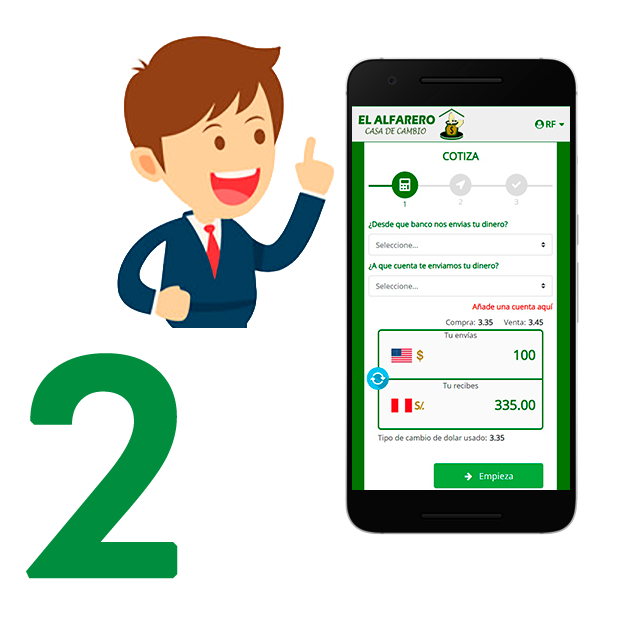 EL ALFARERO
CASA DE CAMBIO
RF
COTIZA
1 2 3
¿Desde que banco nos envias tu dinero?
Seleccione...
¿A que cuenta te enviamos tu dinero?
Seleccione...
Añade una cuenta aquí
Compra: 3.35 Venta: 3.45
Tu envías
$ 100
Tu recibes
S/. 335.00
Tipo de cambio de dolar usado: 3.35
Empieza
2